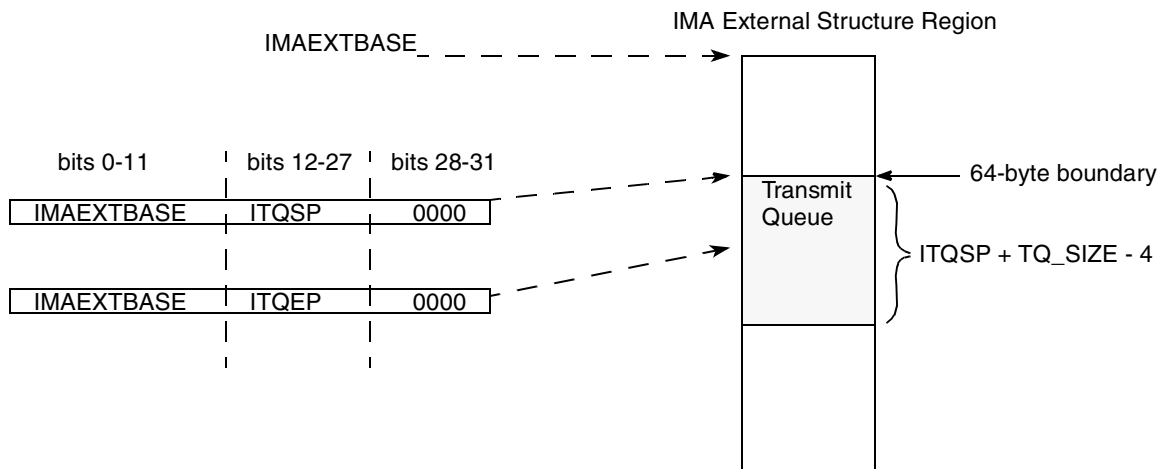 IMA External Structure Region
IMAEXTBASE
bits 0-11 bits 12-27 bits 28-31
64-byte boundary
IMAEXTBASE ITQSP 0000
Transmit
Queue
ITQSP + TQ_SIZE - 4
IMAEXTBASE ITQEP 0000